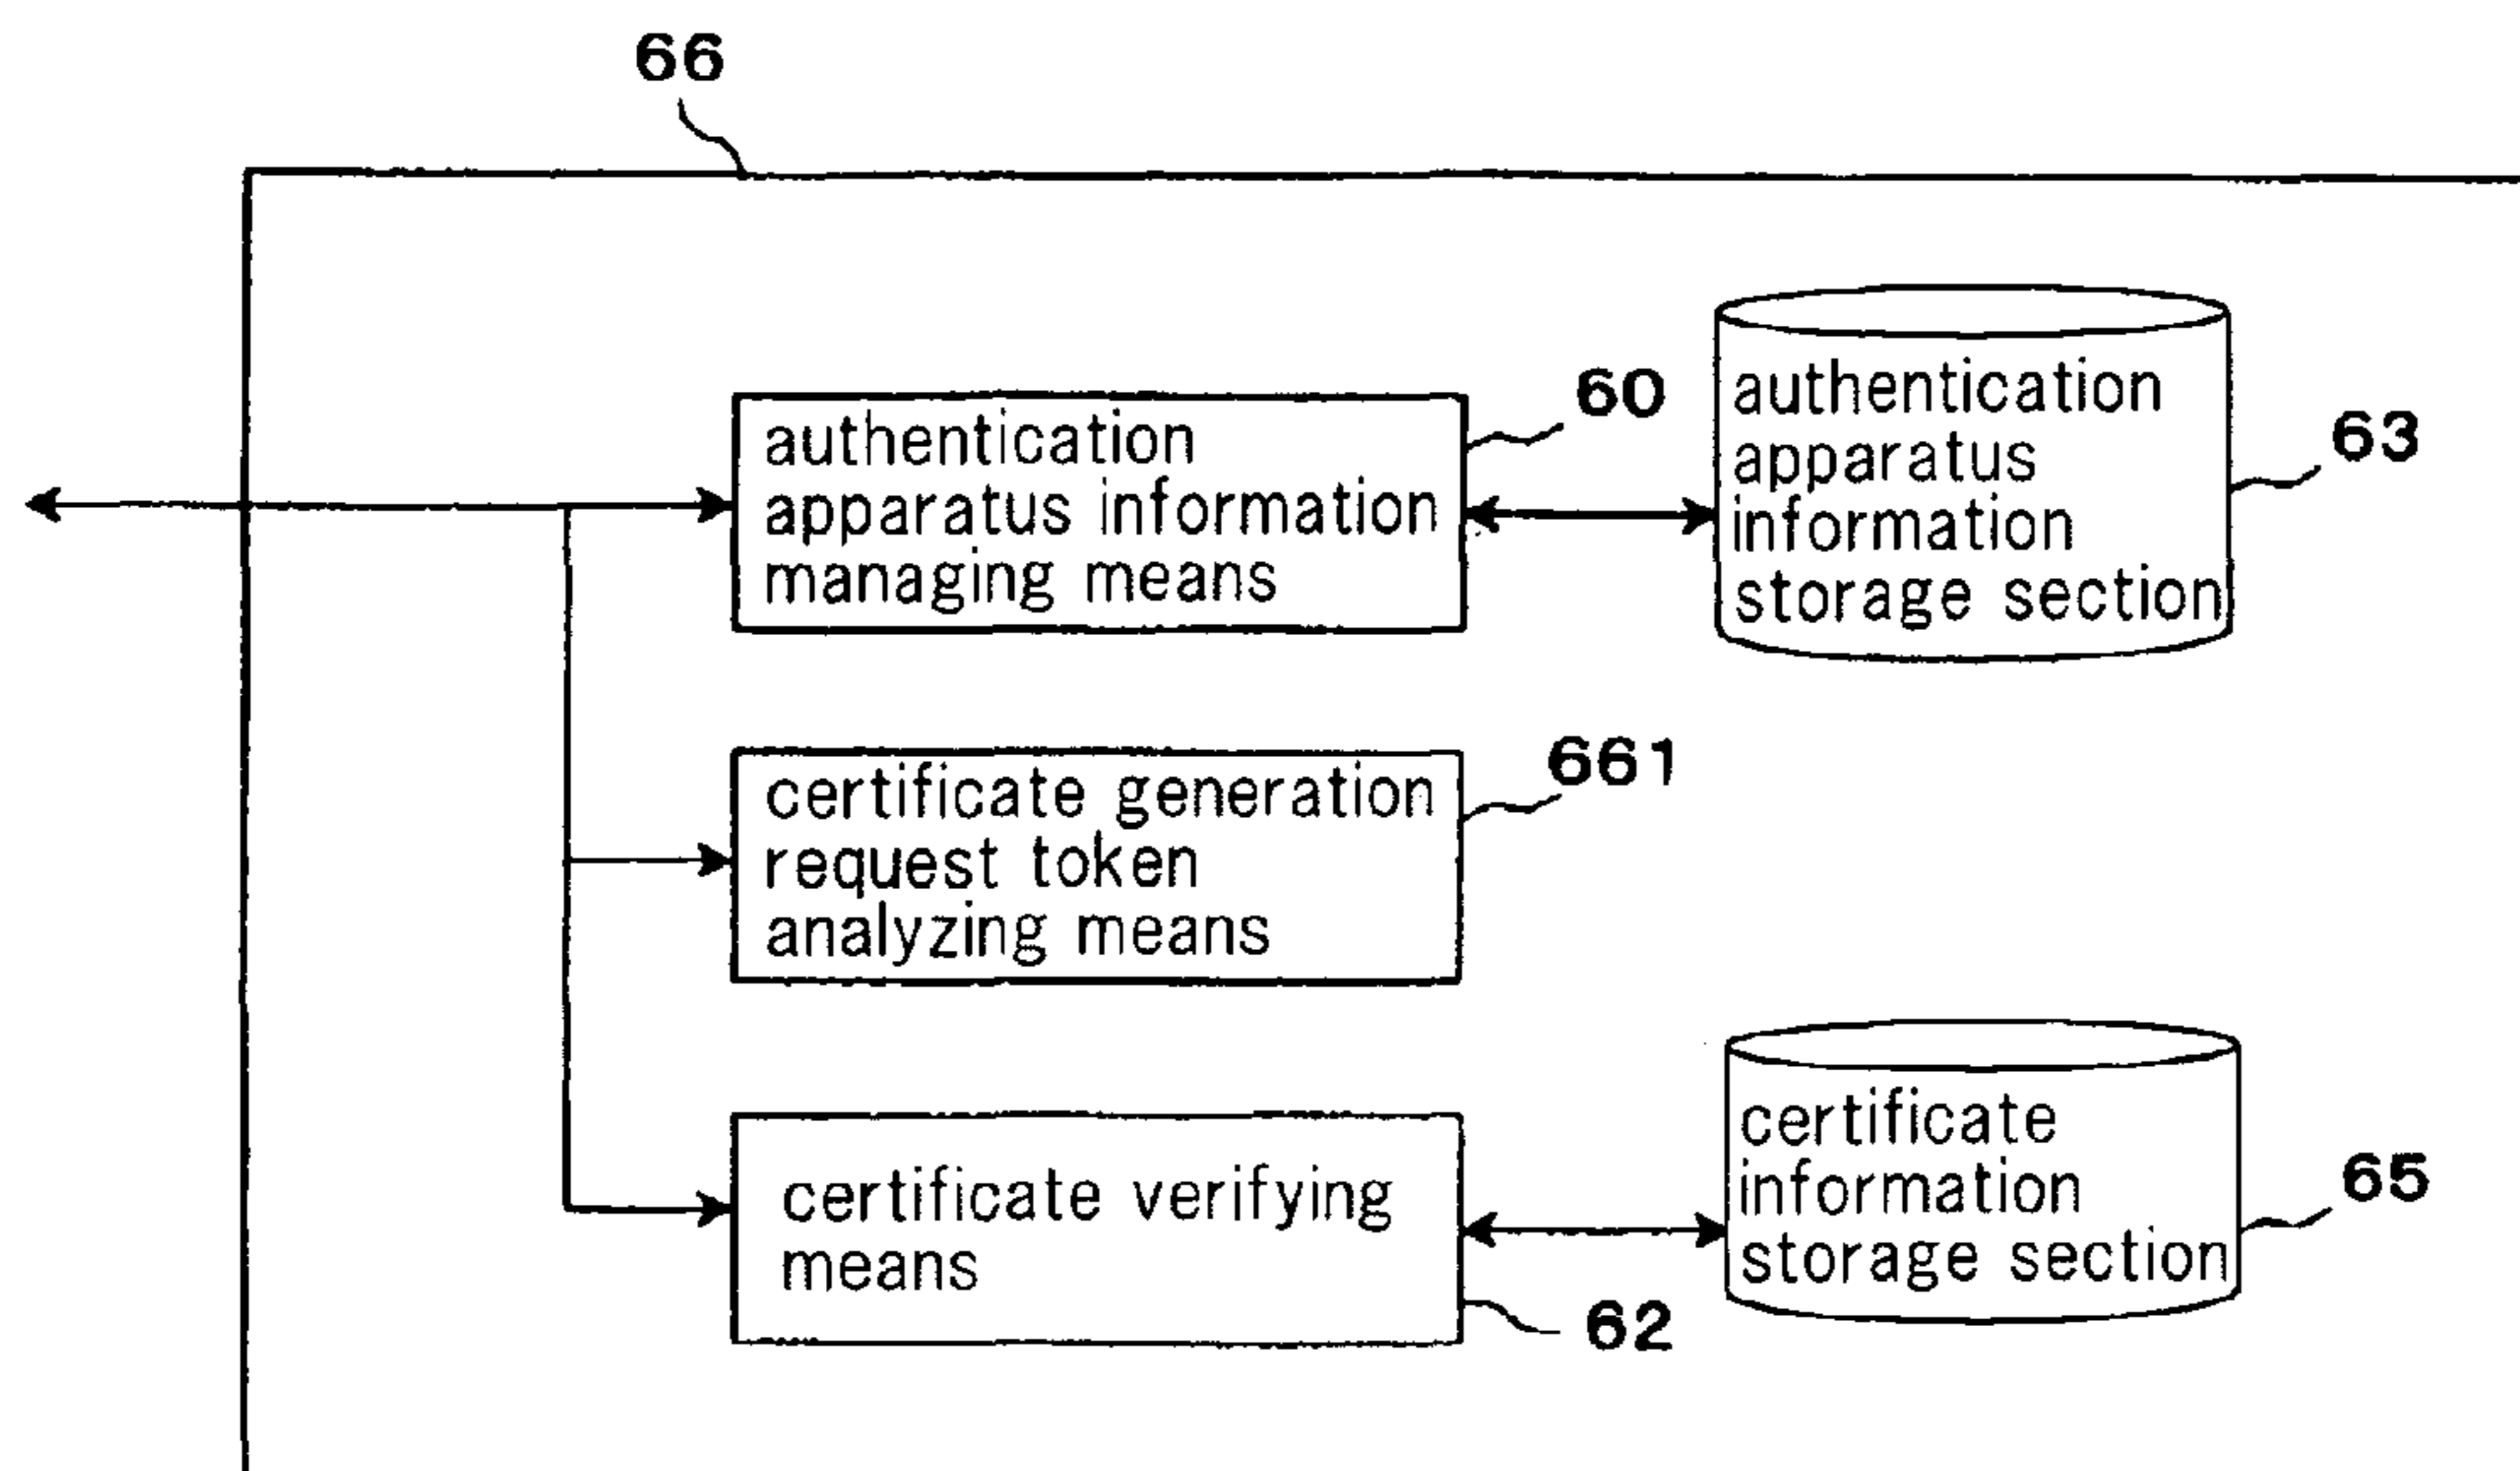 66
authentication
apparatus information
managing means
60
authentication
apparatus
information
storage section
63
certificate generation
request token
analyzing means
661
certificate verifying
means
62
certificate
information
storage section
65